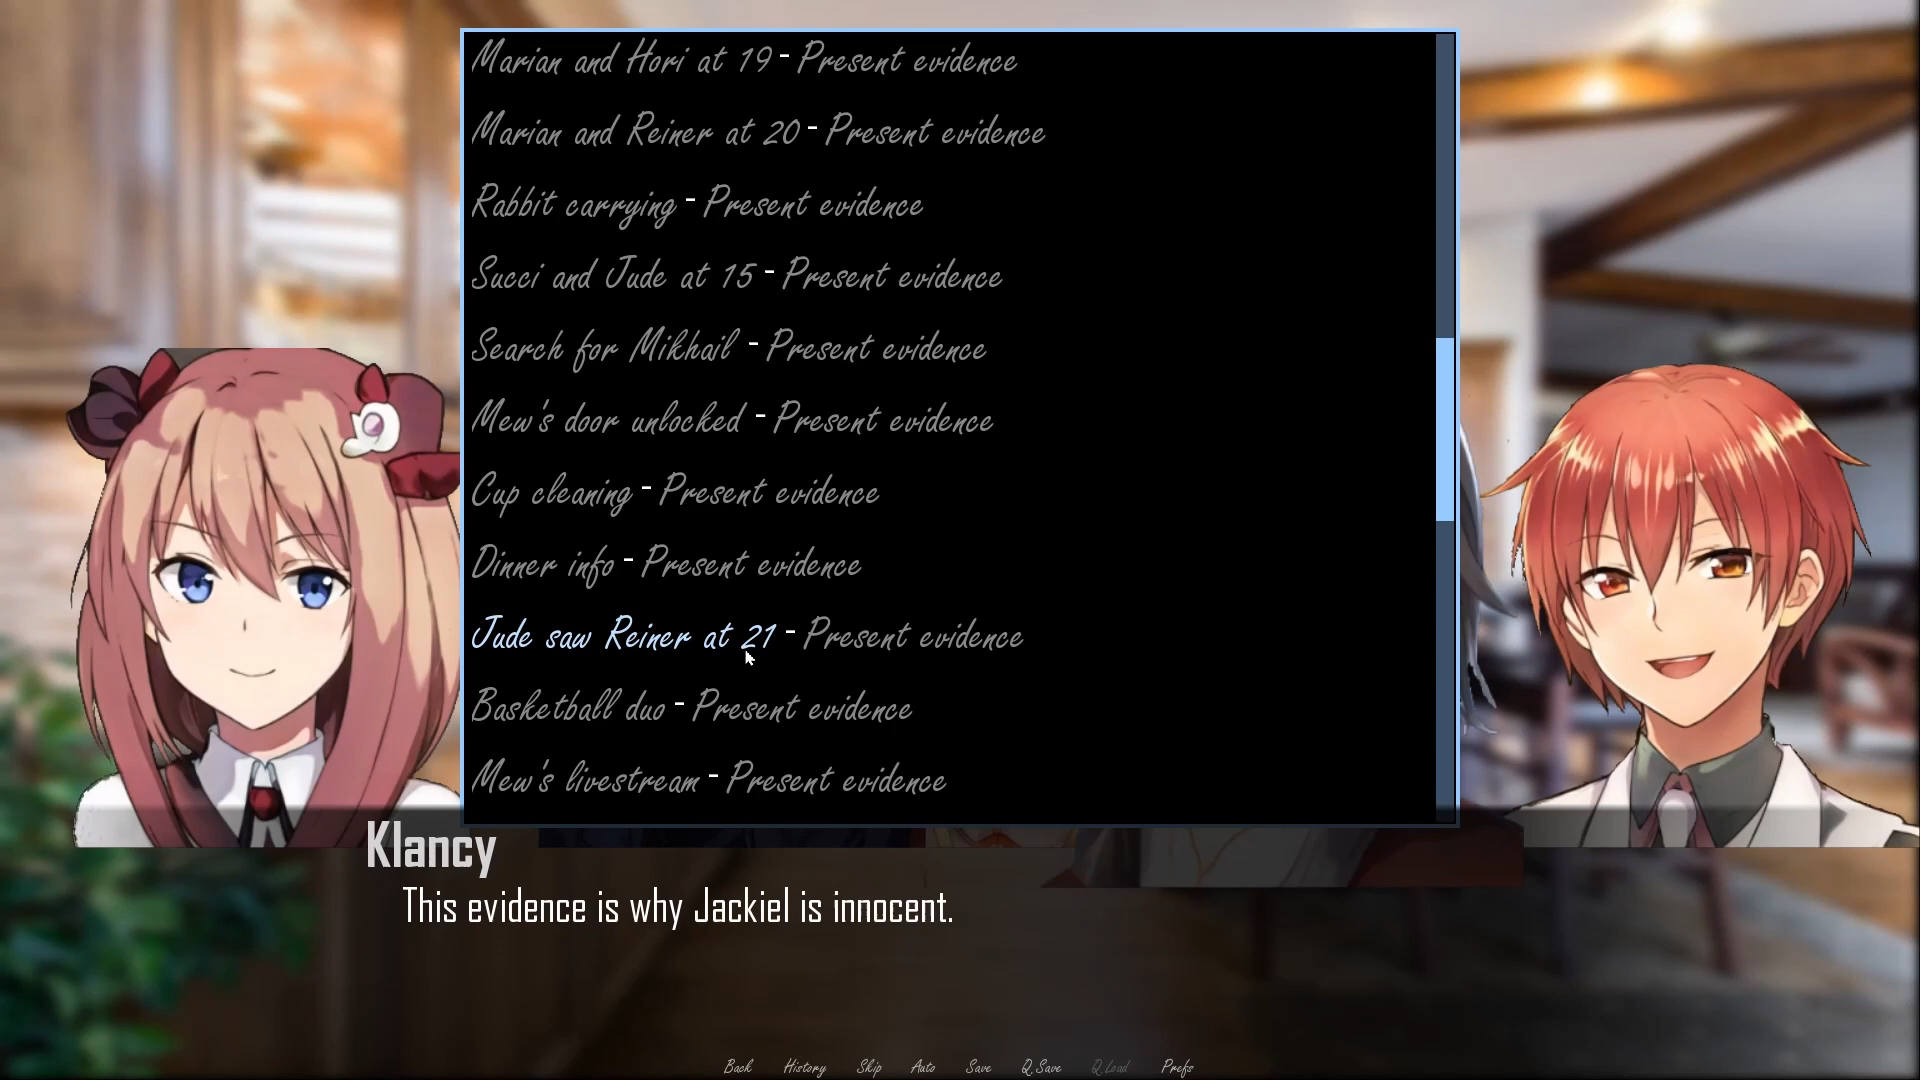 Marian and Hori at 19 - Present evidence
Marian and Reiner at 20 - Present evidence
Rabbit carrying - Present evidence
Succi and Jude at 15 - Present evidence
Search for Mikhail - Present evidence
Mew's door unlocked - Present evidence
Cup cleaning - Present evidence
Dinner info - Present evidence
Jude saw Reiner at 21 - Present evidence
Basketball duo - Present evidence
Mew's livestream - Present evidence
Klancy
This evidence is why Jackiel is innocent.
Back History Skip Auto Save Q.Save Q.Load Prefs